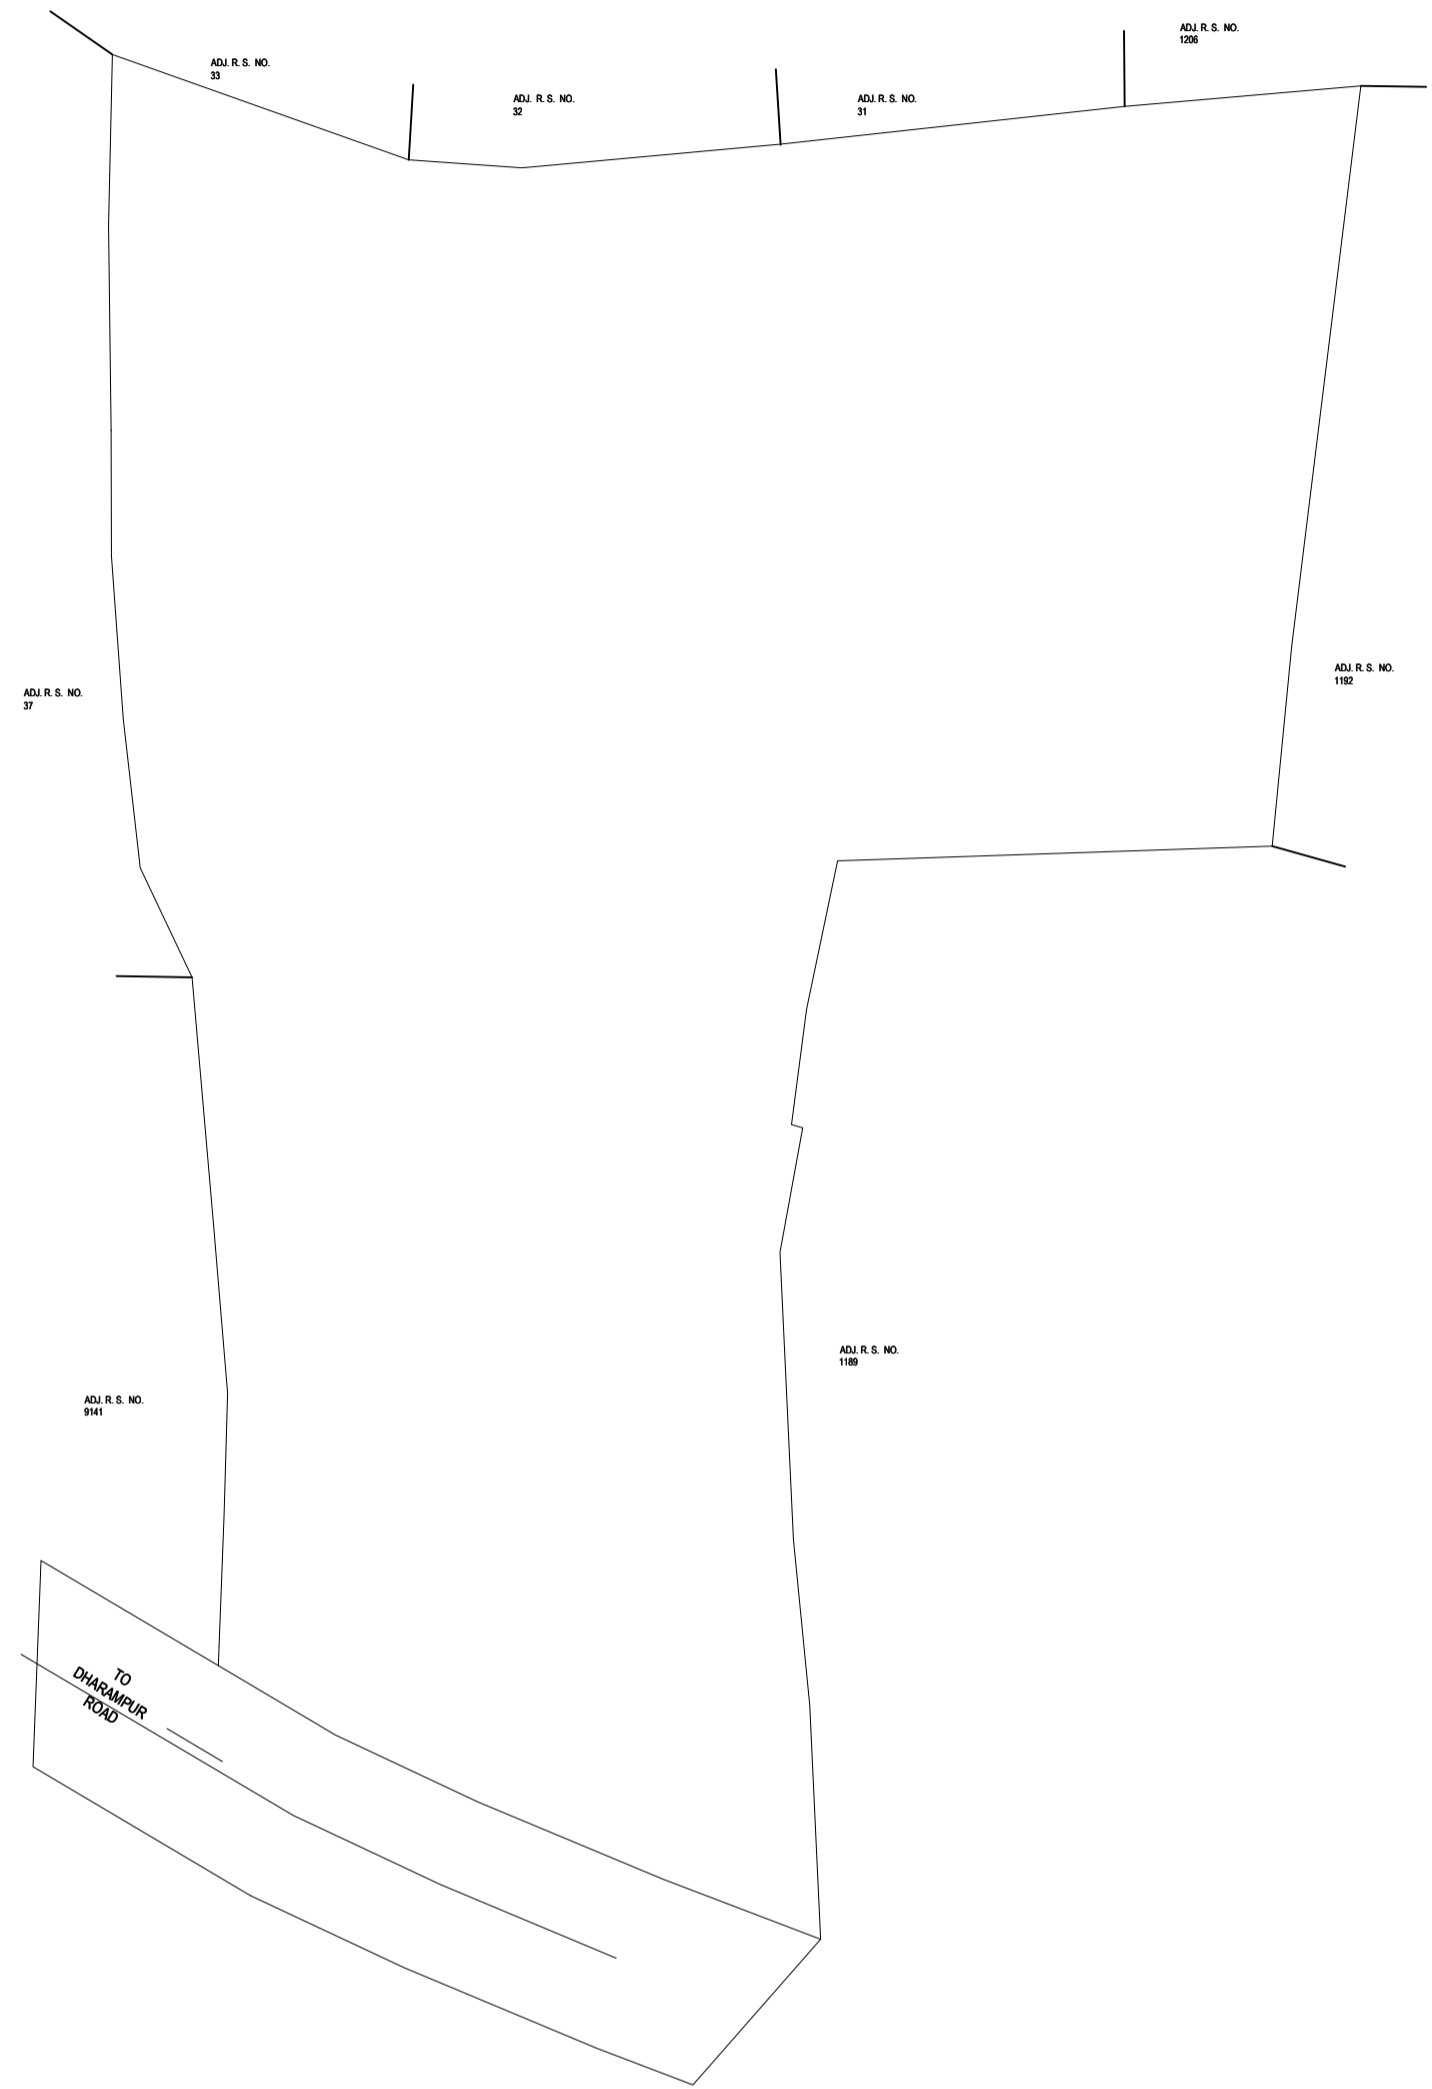 ADJ. R. S. NO.
1206
ADJ. R. S. NO.
33
ADJ. R. S. NO.
32
ADJ. R. S. NO.
31
ADJ. R. S. NO.
1192
ADJ. R. S. NO.
37
ADJ. R. S. NO.
1189
ADJ. R. S. NO.
9141
TO
DHARAMPUR
ROAD